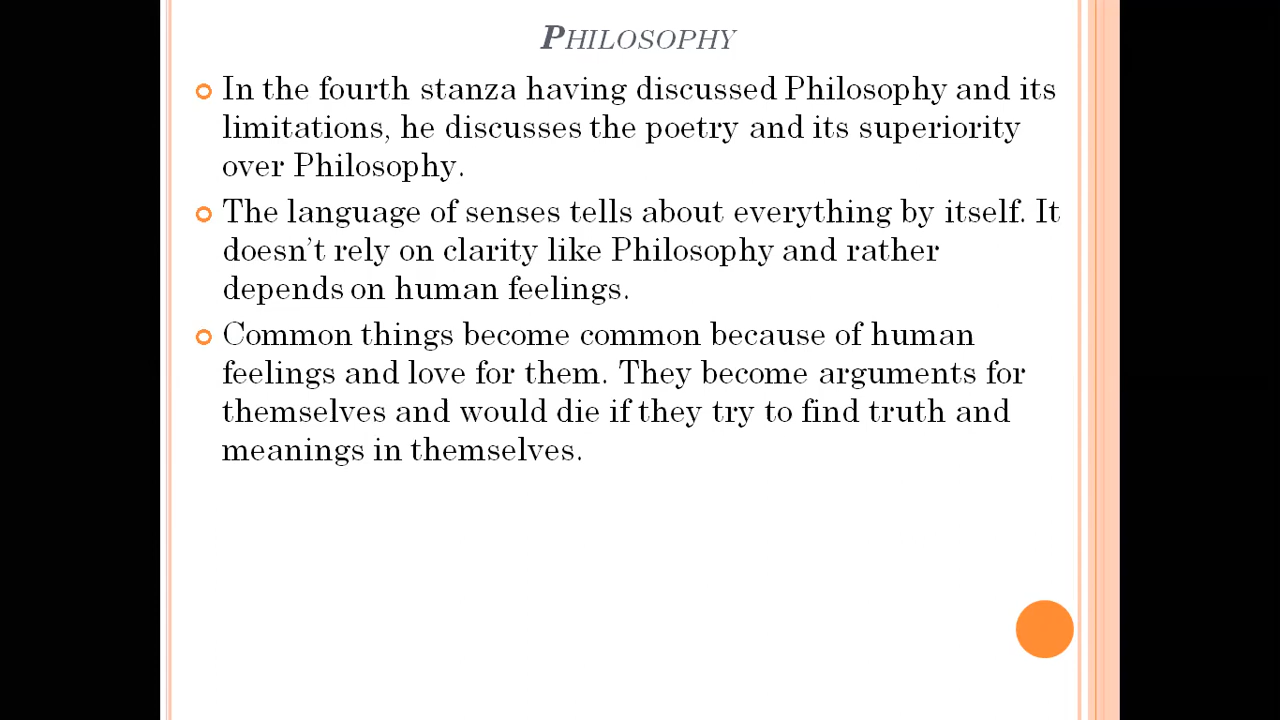 PHILOSOPHY
In the fourth stanza having discussed Philosophy and its
limitations, he discusses the poetry and its superiority
over Philosophy.
The language of senses tells about everything by itself. It
doesn’t rely on clarity like Philosophy and rather
depends on human feelings.
Common things become common because of human
feelings and love for them. They become arguments for
themselves and would die if they try to find truth and
meanings in themselves.